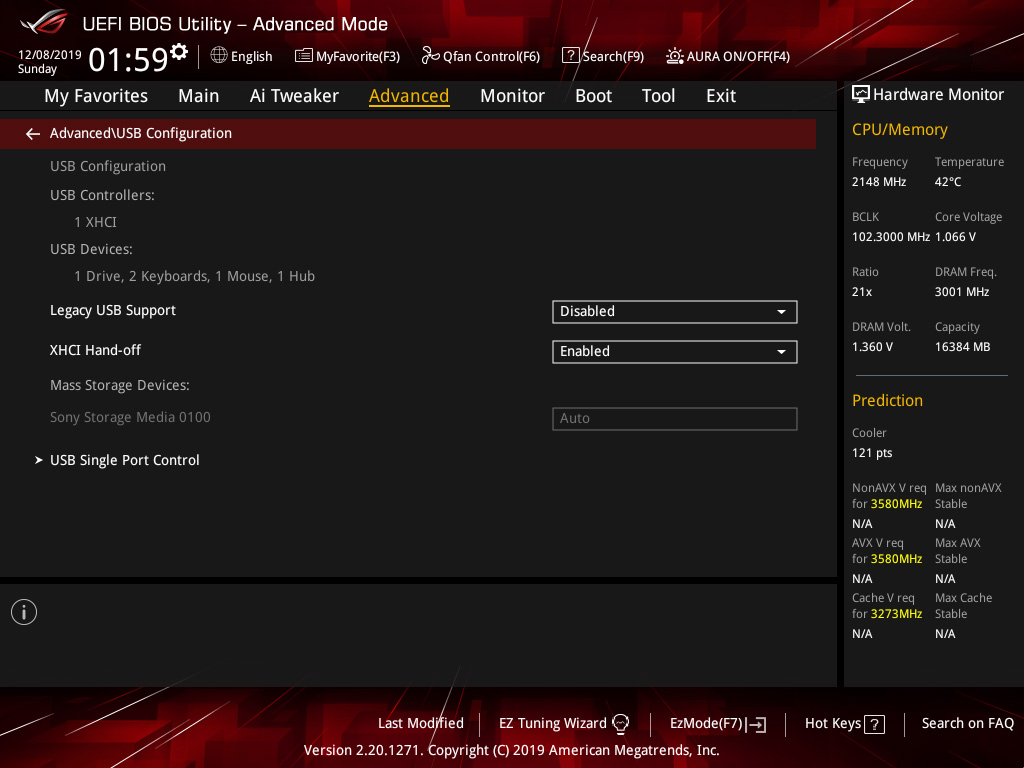 UEFI BIOS Utility – Advanced Mode
12/08/2019
Sunday
01:59
English
MyFavorite(F3)
Qfan Control(F6)
? Search(F9)
AURA ON/OFF(F4)
My Favorites Main Ai Tweaker Advanced Monitor Boot Tool Exit
Advanced\USB Configuration
USB Configuration
USB Controllers:
1 XHCI
USB Devices:
1 Drive, 2 Keyboards, 1 Mouse, 1 Hub
Legacy USB Support Disabled
XHCI Hand-off Enabled
Mass Storage Devices:
Sony Storage Media 0100 Auto
USB Single Port Control
Hardware Monitor
CPU/Memory
Frequency Temperature
2148 MHz 42°C
BCLK Core Voltage
102.3000 MHz 1.066 V
Ratio DRAM Freq.
21x 3001 MHz
DRAM Volt. Capacity
1.360 V 16384 MB
Prediction
Cooler
121 pts
NonAVX V req Max nonAVX
for 3580MHz Stable
N/A N/A
AVX V req Max AVX
for 3580MHz Stable
N/A N/A
Cache V req Max Cache
for 3273MHz Stable
N/A N/A
i
Last Modified EZ Tuning Wizard EzMode(F7) Hot Keys ? Search on FAQ
Version 2.20.1271. Copyright (C) 2019 American Megatrends, Inc.